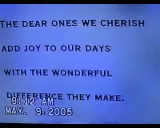 THE DEAR ONES WE CHERISH
ADD JOY TO OUR DAYS
WITH THE WONDERFUL
DIFFERENCE THEY MAKE.
AM
MAY. 9.2005